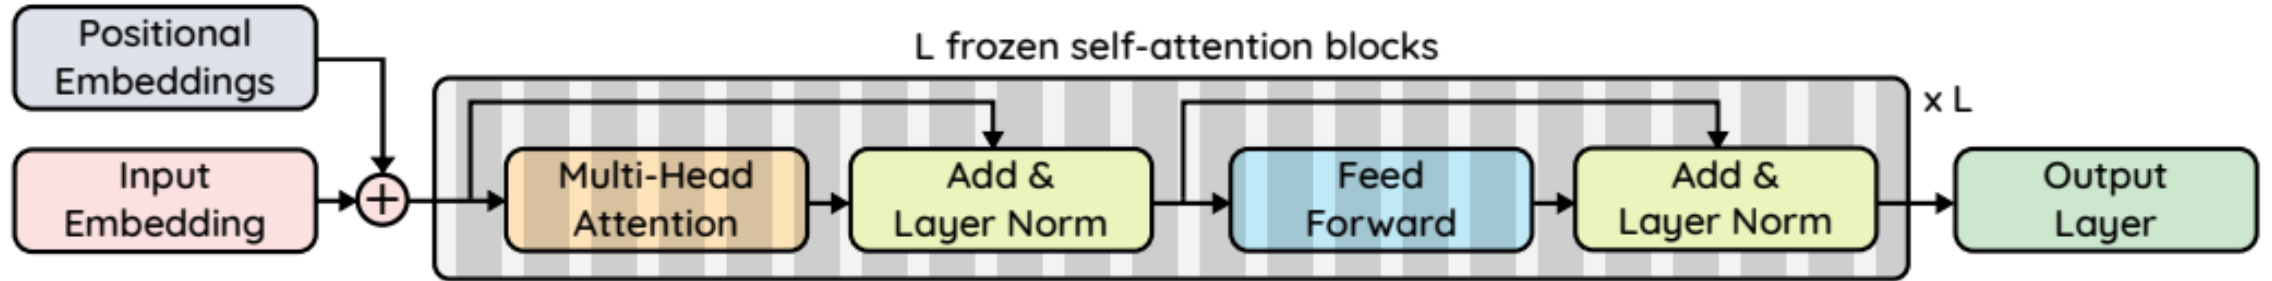 Positional
Embeddings
L frozen self-attention blocks
x L
Input
Embedding
+
Multi-Head
Attention
Add &
Layer Norm
Feed
Forward
Add &
Layer Norm
Output
Layer